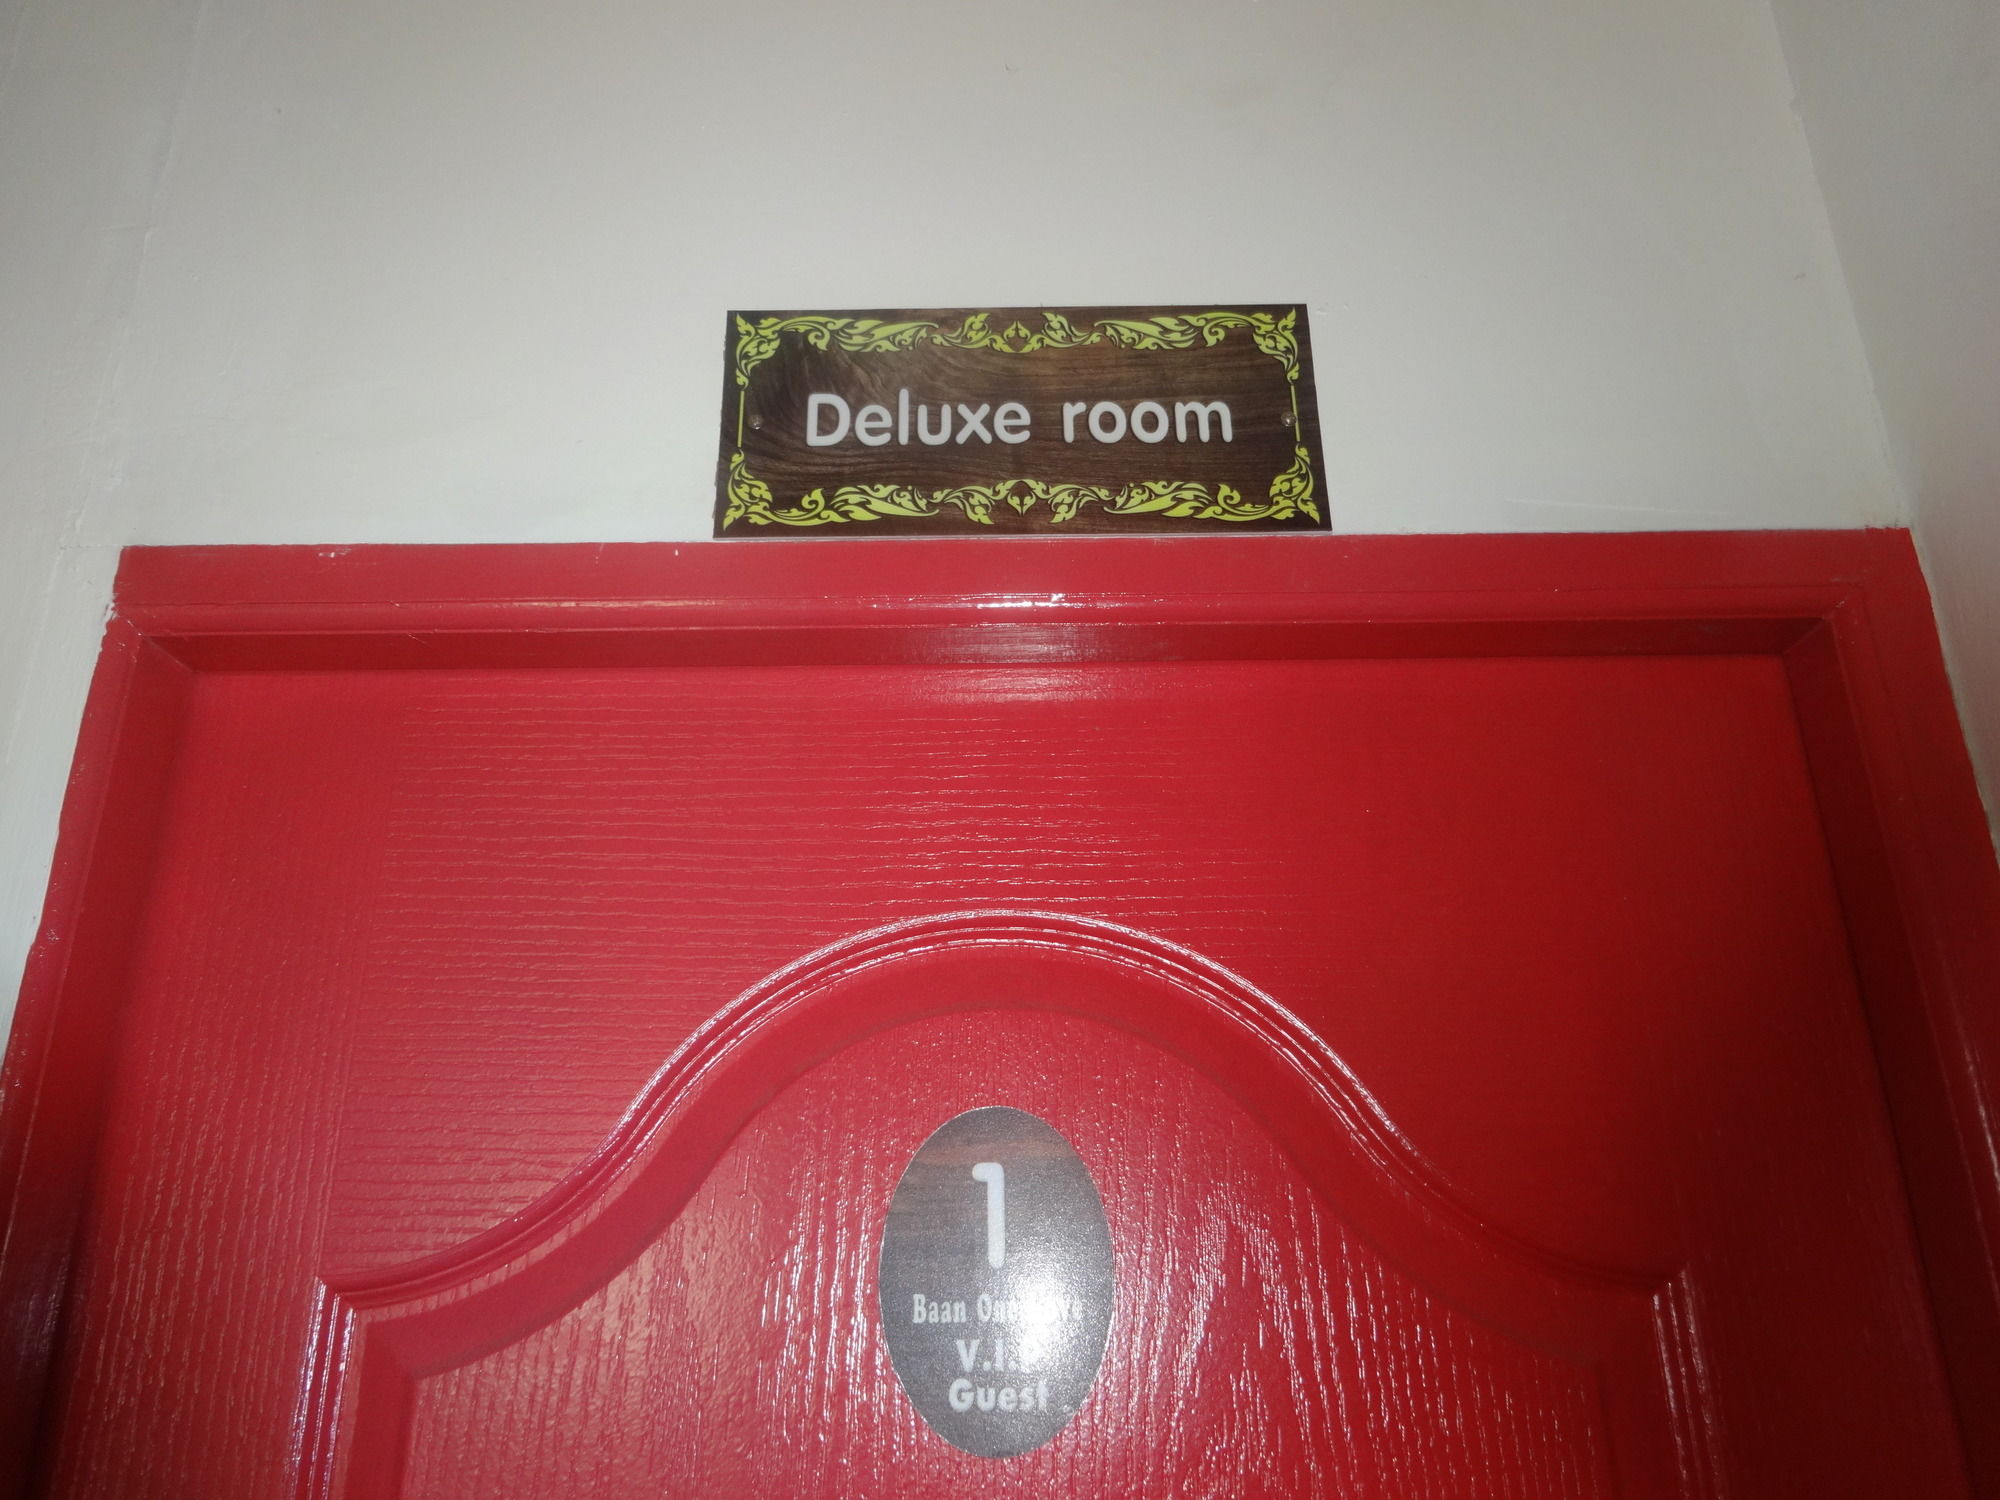 Deluxe room
1
Baan
Guest